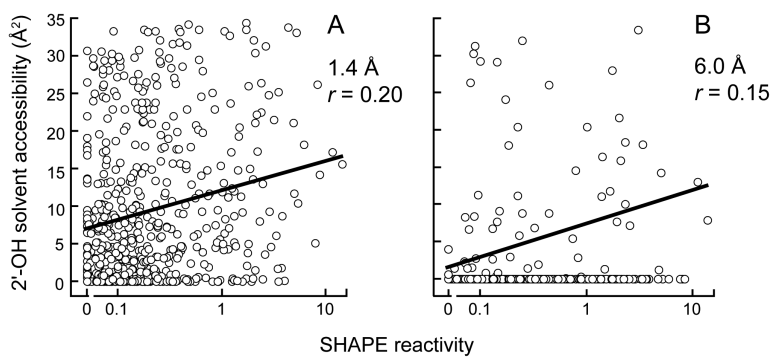 A
B
1.4 Å
r = 0.20
6.0 Å
r = 0.15
2'-OH solvent accessibility (Å²)
35
30
25
20
15
10
5
0
0 0.1 1 10
0 0.1 1 10
SHAPE reactivity